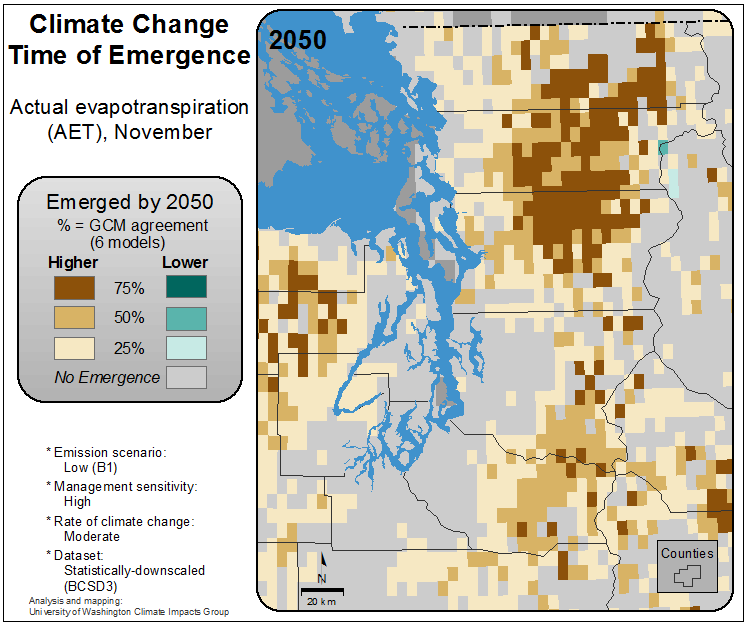 Climate Change
Time of Emergence
Actual evapotranspiration
(AET), November
Emerged by 2050
% = GCM agreement
(6 models)
Higher Lower
75%
50%
25%
No Emergence
* Emission scenario:
Low (B1)
* Management sensitivity:
High
* Rate of climate change:
Moderate
* Dataset:
Statistically-downscaled
(BCSD3)
Analysis and mapping:
University of Washington Climate Impacts Group
2050
N
20 km
Counties